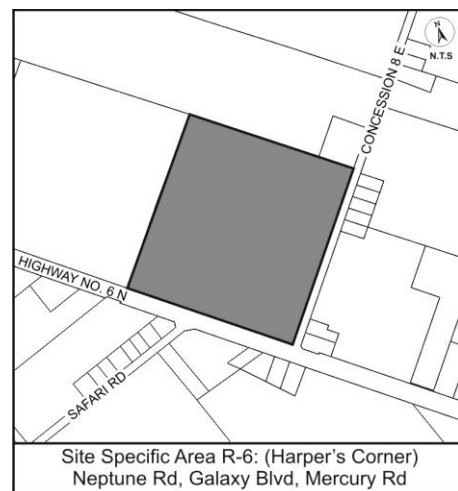 N
N.T.S
CONCESSION 8 E
HIGHWAY NO. 6 N
SAFARI RD
Site Specific Area R-6: (Harper's Corner)
Neptune Rd, Galaxy Blvd, Mercury Rd